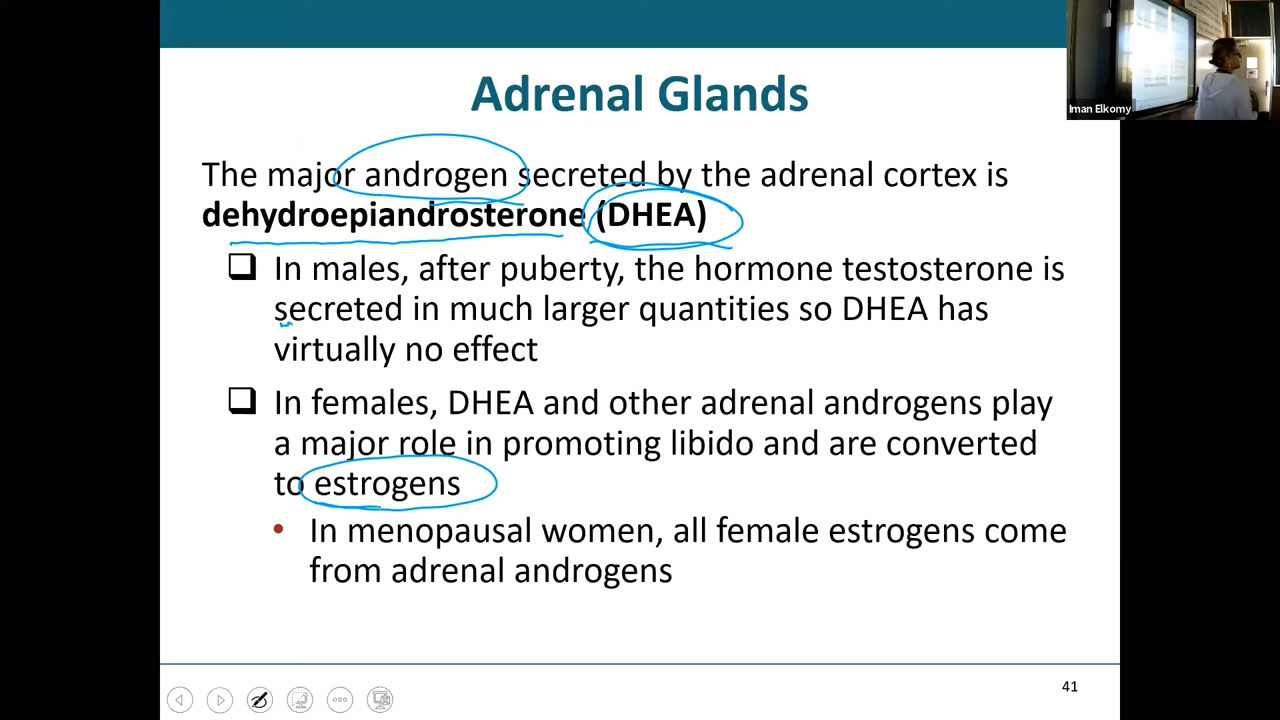 Iman Elkomy
Adrenal Glands
The major androgen secreted by the adrenal cortex is
dehydroepiandrosterone (DHEA)
In males, after puberty, the hormone testosterone is
secreted in much larger quantities so DHEA has
virtually no effect
In females, DHEA and other adrenal androgens play
a major role in promoting libido and are converted
to estrogens
• In menopausal women, all female estrogens come
from adrenal androgens
41